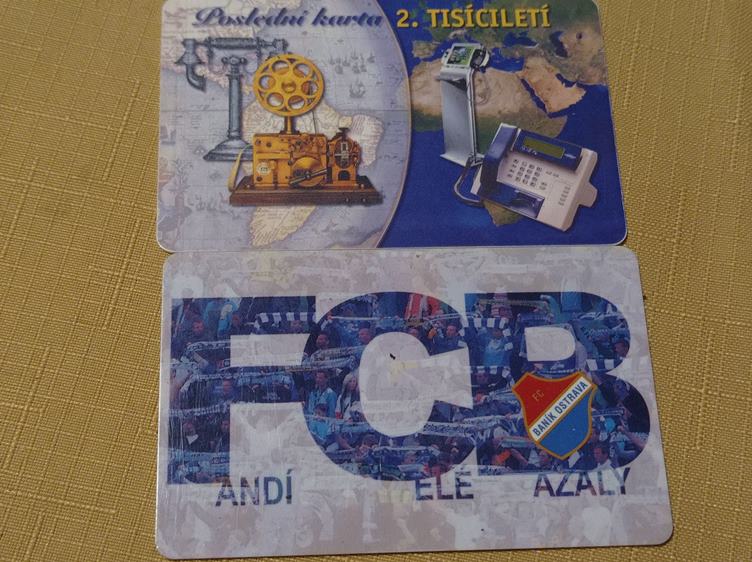 Poslední karta 2. TISÍCILETÍ
FCB
FC
BANÍK OSTRAVA
ANDÍ ELÉ AZALY